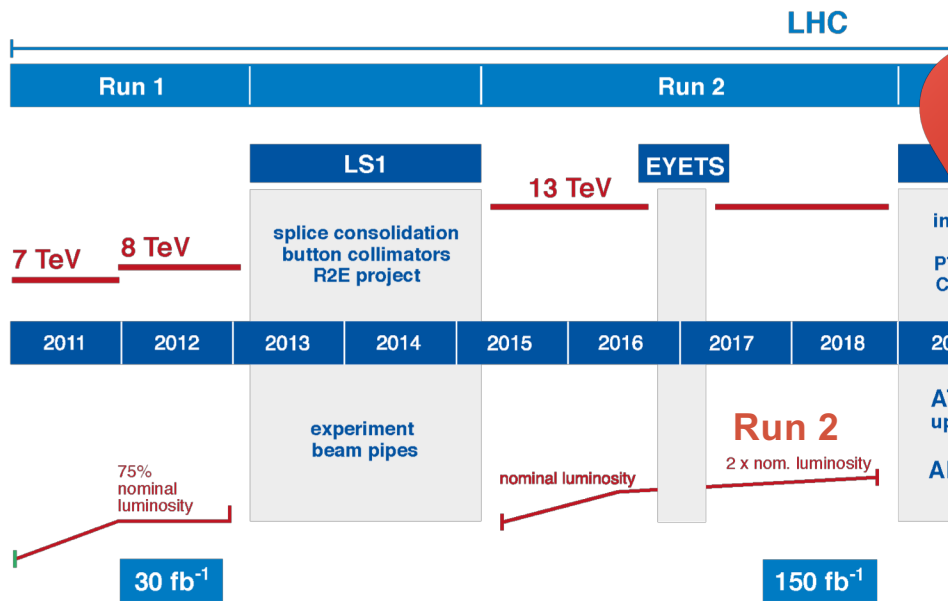 LHC
Run 1
Run 2
LS1
EYETS
13 TeV
7 TeV
8 TeV
splice consolidation
button collimators
R2E project
2011
2012
2013
2014
2015
2016
2017
2018
experiment
beam pipes
Run 2
75%
nominal
luminosity
nominal luminosity
2 x nom. luminosity
30 fb⁻¹
150 fb⁻¹